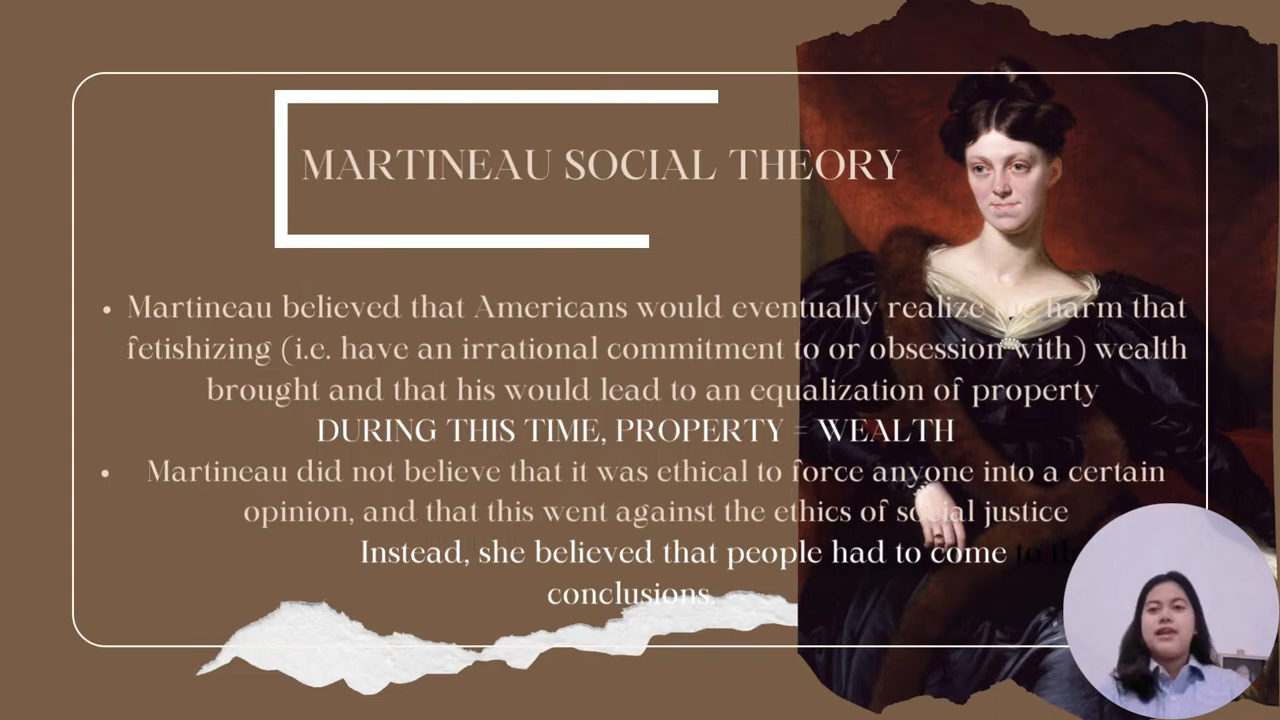 MARTINEAU SOCIAL THEORY
• Martineau believed that Americans would eventually realize the harm that
fetishizing (i.e. have an irrational commitment to or obsession with) wealth
brought and that his would lead to an equalization of property
DURING THIS TIME, PROPERTY = WEALTH
• Martineau did not believe that it was ethical to force anyone into a certain
opinion, and that this went against the ethics of social justice
Instead, she believed that people had to come to
conclusions.